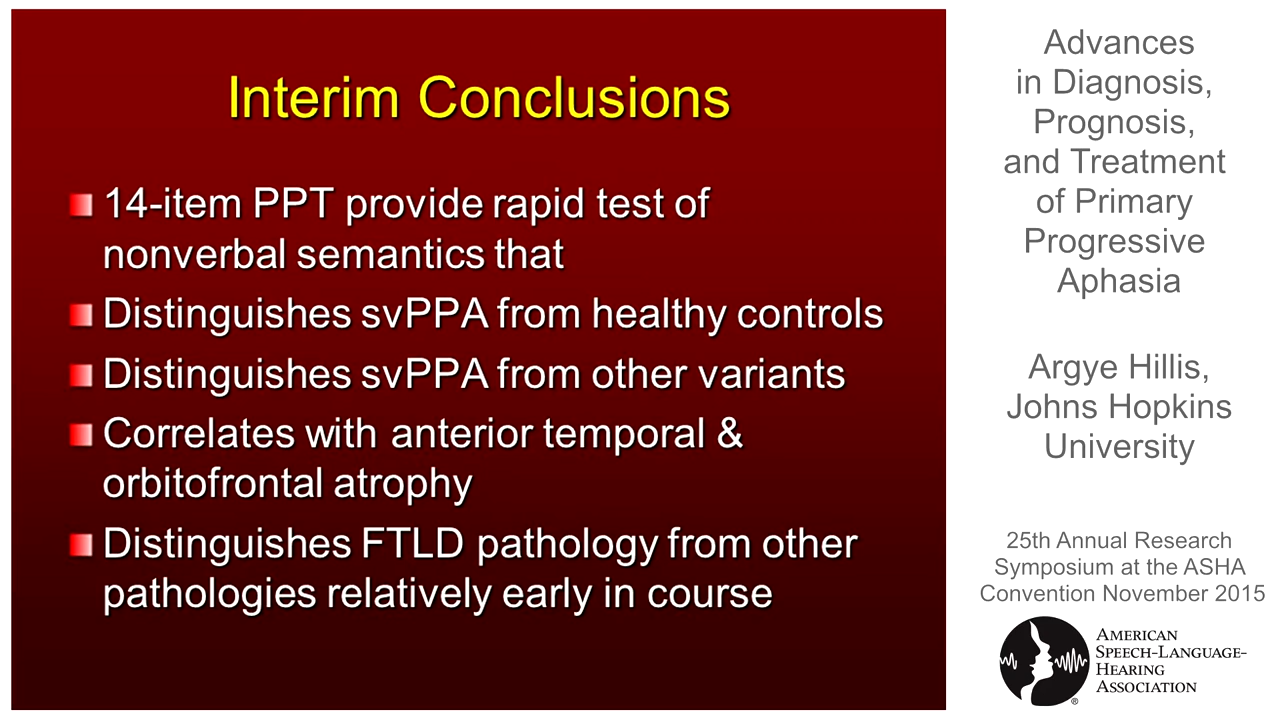 Interim Conclusions
14-item PPT provide rapid test of
nonverbal semantics that
Distinguishes svPPA from healthy controls
Distinguishes svPPA from other variants
Correlates with anterior temporal &
orbitofrontal atrophy
Distinguishes FTLD pathology from other
pathologies relatively early in course
Advances
in Diagnosis,
Prognosis,
and Treatment
of Primary
Progressive
Aphasia
Argye Hillis,
Johns Hopkins
University
25th Annual Research
Symposium at the ASHA
Convention November 2015
American
Speech-Language-
Hearing
Association
®